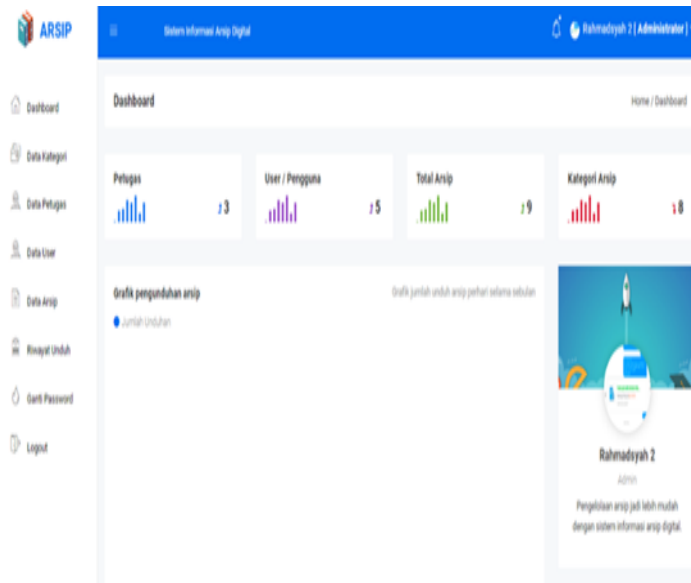 ARSIP
Sistem Informasi Arsip Digital
Rahmadsyah 2 [ Administrator ]
Dashboard
Data Kategori
Data Petugas
Data User
Data Arsip
Riwayat Unduh
Ganti Password
Logout
Dashboard
Home / Dashboard
Petugas
3
User / Pengguna
5
Total Arsip
9
Kategori Arsip
8
Grafik pengunduhan arsip
Grafik jumlah unduh arsip perhari selama sebulan
Jumlah Unduhan
Rahmadsyah 2
Admin
Pengelolaan arsip jadi lebih mudah
dengan sistem informasi arsip digital.